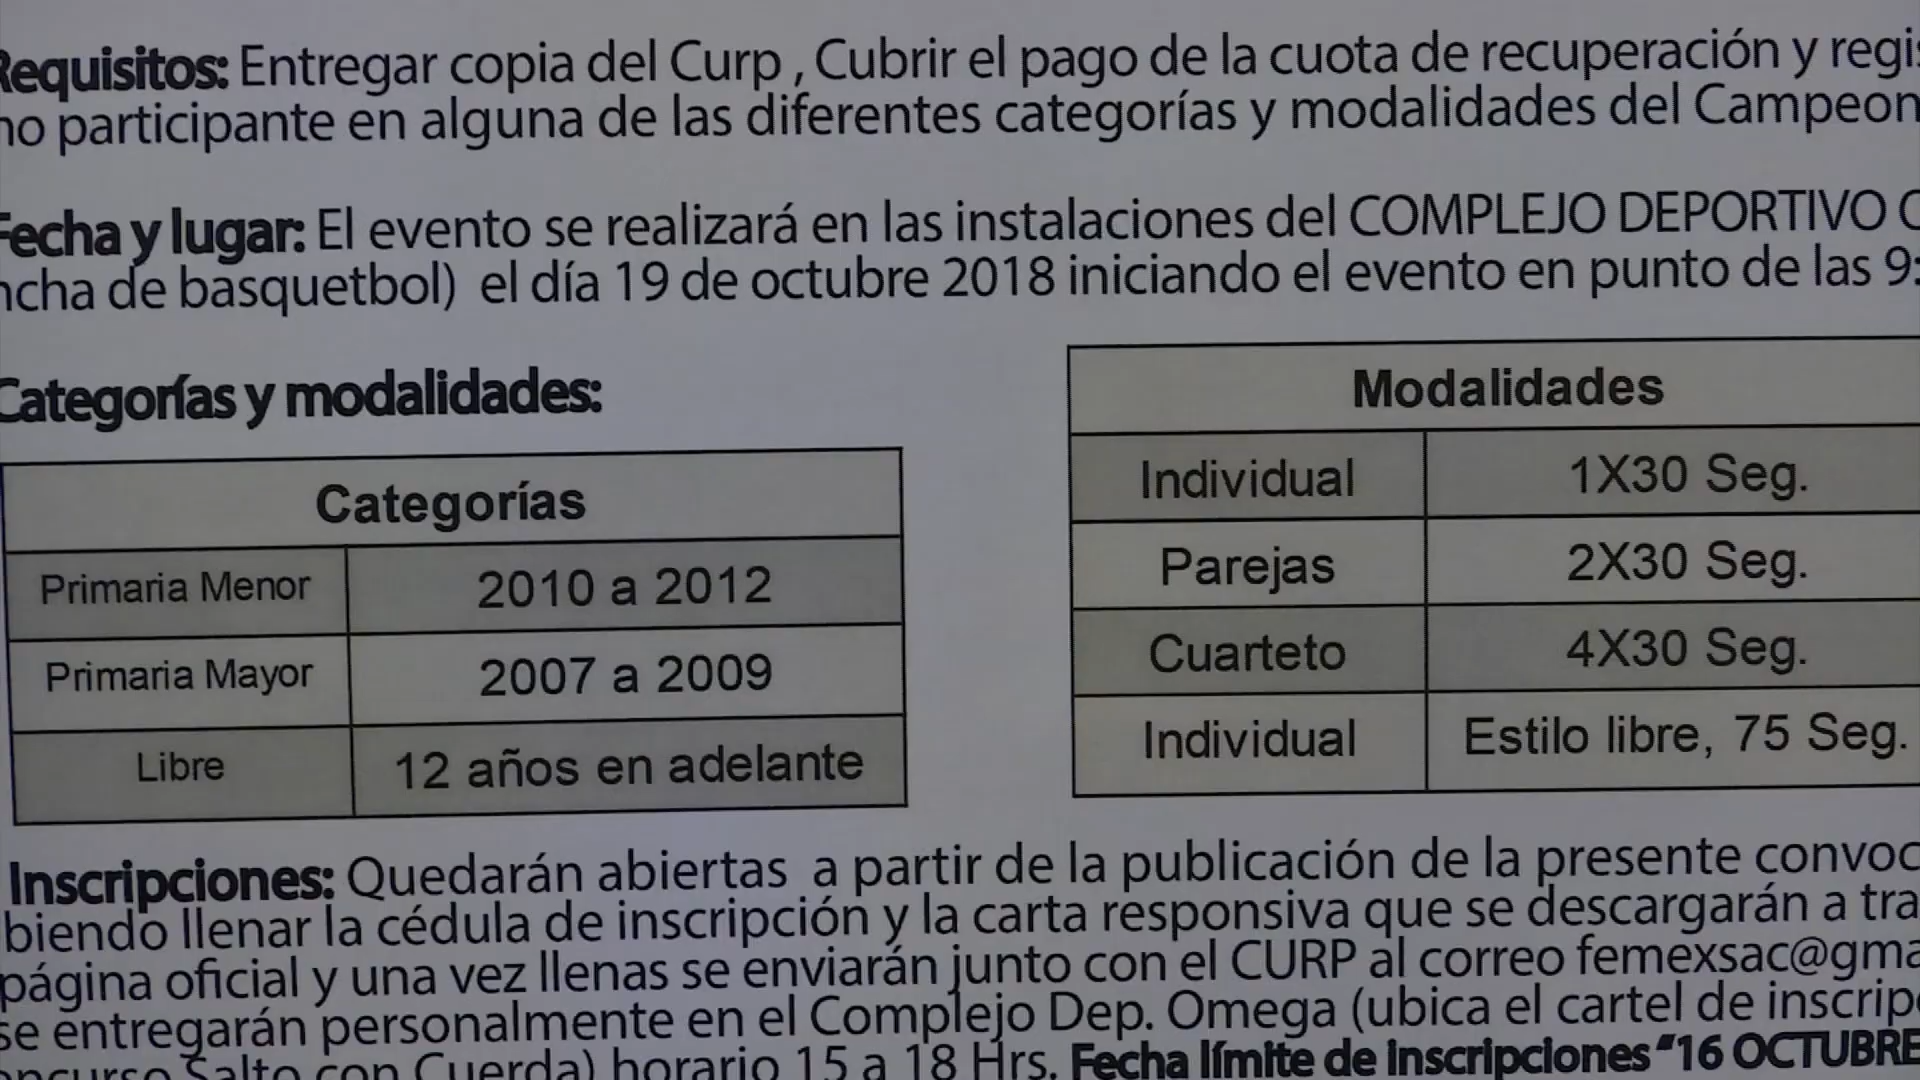 Requisitos: Entregar copia del Curp , Cubrir el pago de la cuota de recuperación y regis
no participante en alguna de las diferentes categorías y modalidades del Campeon
Fecha y lugar: El evento se realizará en las instalaciones del COMPLEJO DEPORTIVO O
ncha de basquetbol) el día 19 de octubre 2018 iniciando el evento en punto de las 9:
Categorías y modalidades:
Categorías
Primaria Menor 2010 a 2012
Primaria Mayor 2007 a 2009
Libre 12 años en adelante
Modalidades
Individual 1X30 Seg.
Parejas 2X30 Seg.
Cuarteto 4X30 Seg.
Individual Estilo libre, 75 Seg.
Inscripciones: Quedarán abiertas a partir de la publicación de la presente convoc
biendo llenar la cédula de inscripción y la carta responsiva que se descargarán a tra
página oficial y una vez llenas se enviarán junto con el CURP al correo femexsac@gma
se entregarán personalmente en el Complejo Dep. Omega (ubica el cartel de inscrip
oncurso Salto con Cuerda) horario 15 a 18 Hrs. Fecha límite de inscripciones "16 OCTUBRE